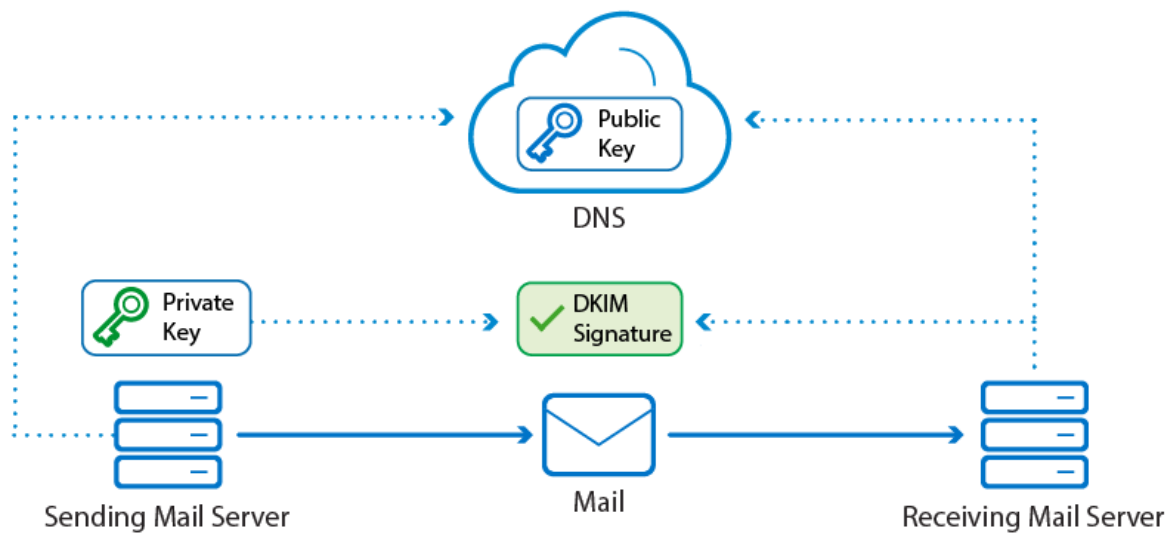 Public
Key
DNS
Private
Key
DKIM
Signature
Mail
Sending Mail Server
Receiving Mail Server